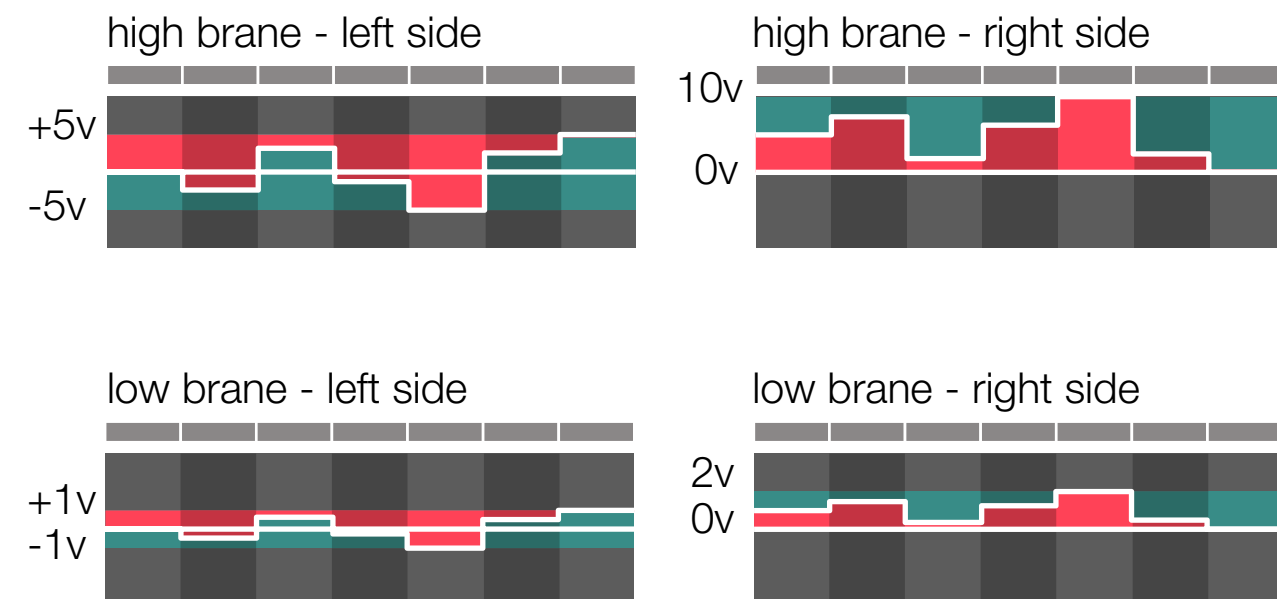 high brane - left side
+5v
-5v
high brane - right side
10v
0v
low brane - left side
+1v
-1v
low brane - right side
2v
0v